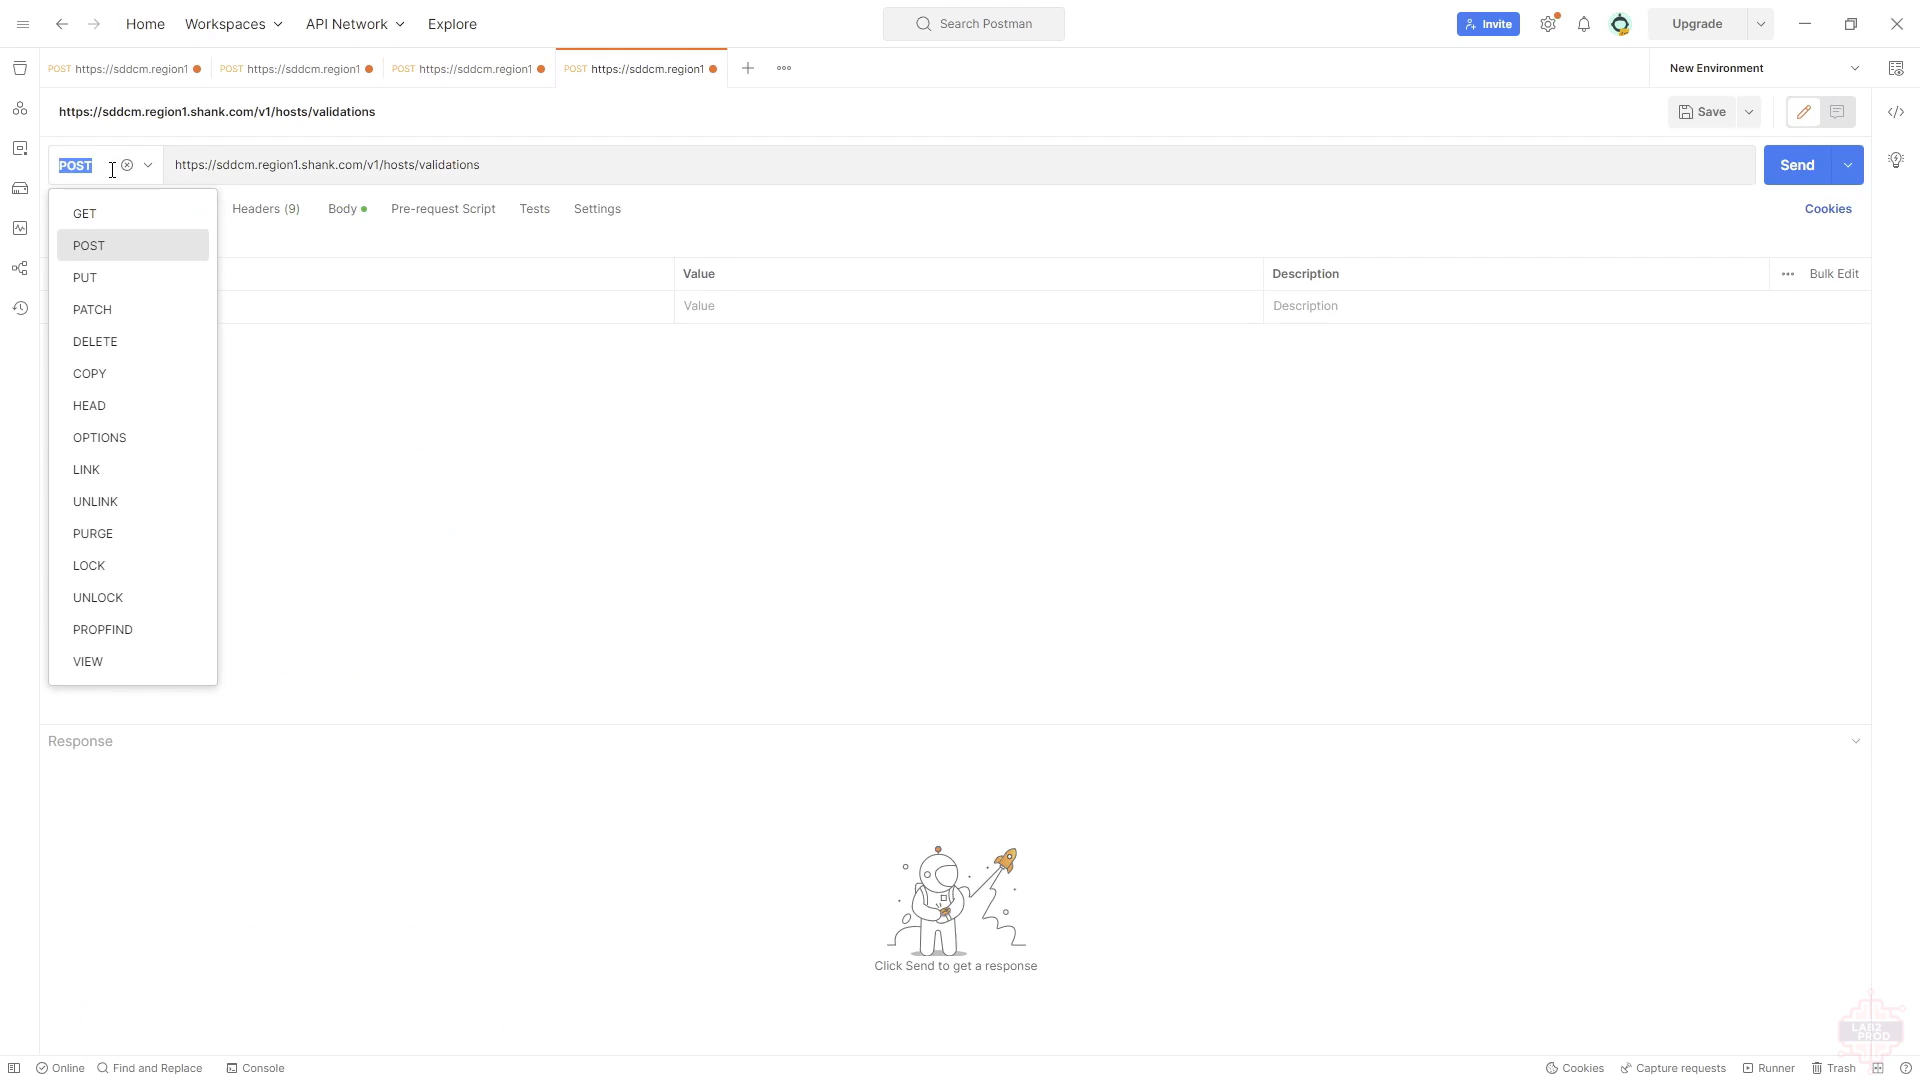 Home Workspaces API Network Explore Search Postman Invite Upgrade
POST https://sddcm.region1 POST https://sddcm.region1 POST https://sddcm.region1 POST https://sddcm.region1 New Environment
https://sddcm.region1.shank.com/v1/hosts/validations Save
POST https://sddcm.region1.shank.com/v1/hosts/validations Send
Headers (9) Body Pre-request Script Tests Settings Cookies
GET
POST
PUT
PATCH
DELETE
COPY
HEAD
OPTIONS
LINK
UNLINK
PURGE
LOCK
UNLOCK
PROPFIND
VIEW
Value Description Bulk Edit
Value Description
Response
Click Send to get a response
LAB2
PROD
Online Find and Replace Console Cookies Capture requests Runner Trash